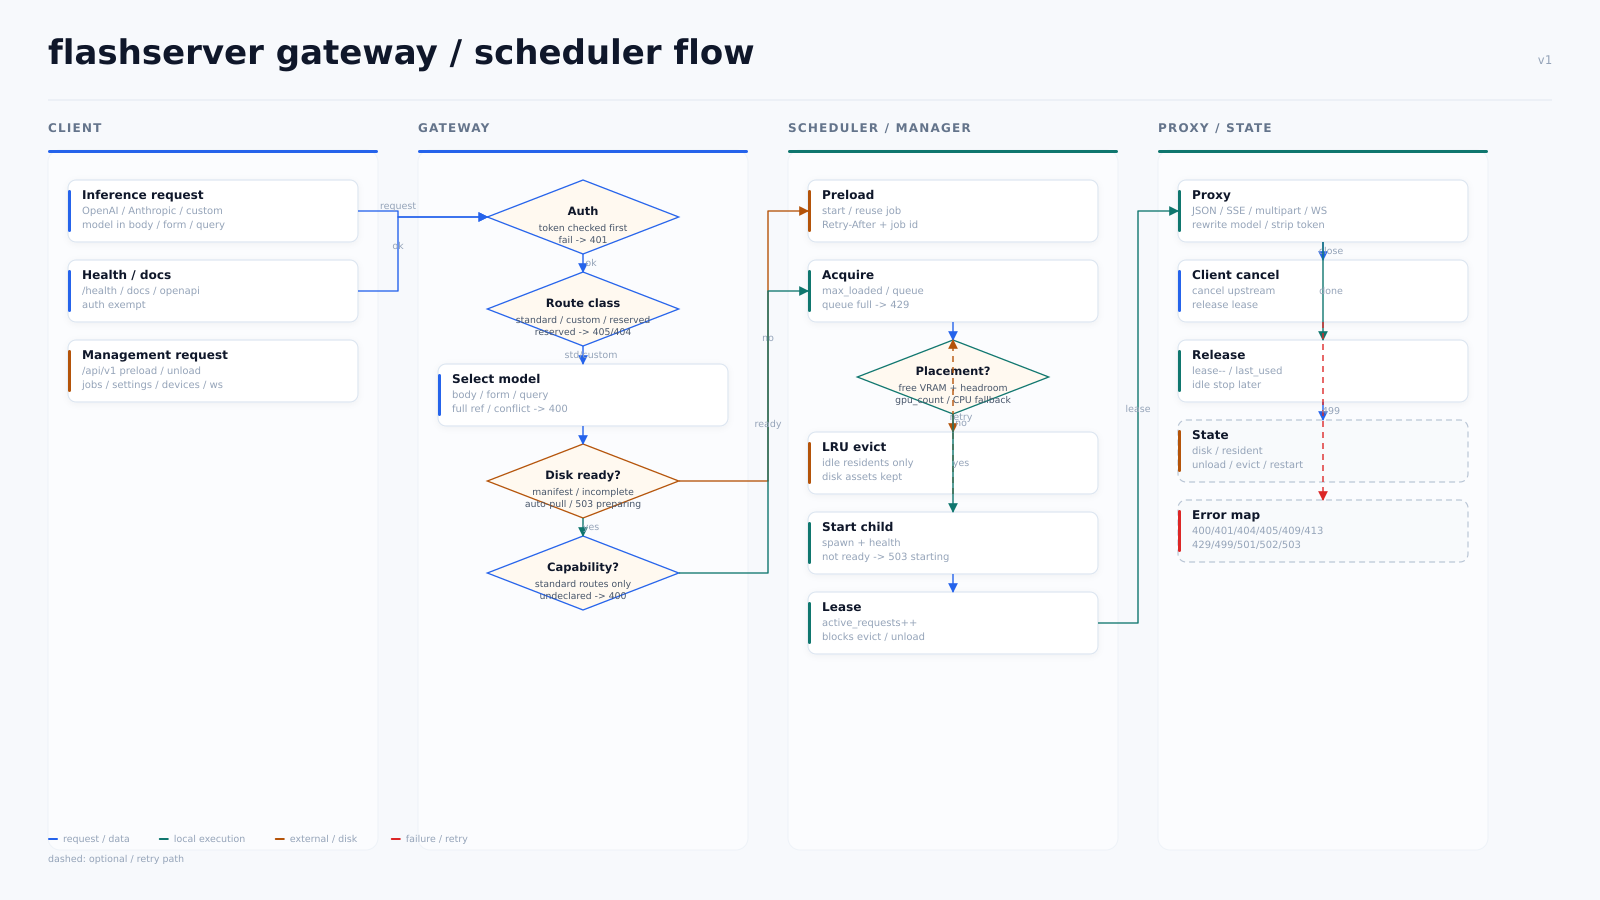 flashserver gateway / scheduler flow
v1
CLIENT
GATEWAY
SCHEDULER / MANAGER
PROXY / STATE
Inference request
OpenAI / Anthropic / custom
model in body / form / query
Health / docs
/health / docs / openapi
auth exempt
Management request
/api/v1 preload / unload
jobs / settings / devices / ws
request
ok
Auth
token checked first
fail -> 401
ok
Route class
standard / custom / reserved
reserved -> 405/404
std/custom
Select model
body / form / query
full ref / conflict -> 400
Disk ready?
manifest / incomplete
auto-pull / 503 preparing
yes
Capability?
standard routes only
undeclared -> 400
no
ready
Preload
start / reuse job
Retry-After + job id
Acquire
max_loaded / queue
queue full -> 429
Placement?
free VRAM + headroom
gpu_count / CPU fallback
retry
no
LRU evict
idle residents only
disk assets kept
yes
Start child
spawn + health
not ready -> 503 starting
Lease
active_requests++
blocks evict / unload
lease
Proxy
JSON / SSE / multipart / WS
rewrite model / strip token
close
Client cancel
cancel upstream
release lease
done
Release
lease-- / last_used
idle stop later
499
State
disk / resident
unload / evict / restart
Error map
400/401/404/405/409/413
429/499/501/502/503
request / data
local execution
external / disk
failure / retry
dashed: optional / retry path